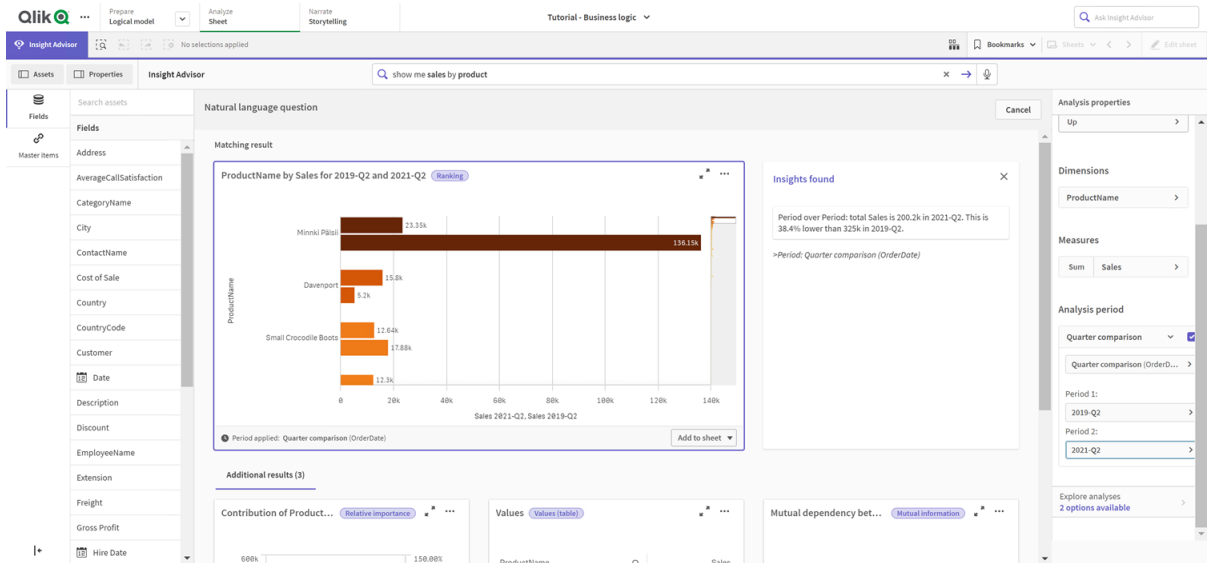 Qlik
Prepare
Logical model
Analyze
Sheet
Narrate
Storytelling
Tutorial - Business logic
Ask Insight Advisor
Insight Advisor
No selections applied
Bookmarks
Sheets
Edit sheet
Assets
Properties
Insight Advisor
show me sales by product
Fields
Master items
Search assets
Fields
Address
AverageCallSatisfaction
CategoryName
City
ContactName
Cost of Sale
Country
CountryCode
Customer
Date
Description
Discount
EmployeeName
Extension
Freight
Gross Profit
Hire Date
Natural language question
Cancel
Matching result
ProductName by Sales for 2019-Q2 and 2021-Q2 Ranking
ProductName
Minnki Pälsii
23.35k
136.15k
Davenport
15.8k
5.2k
Small Crocodile Boots
12.64k
17.88k
12.3k
0 20k 40k 60k 80k 100k 120k 140k
Sales 2021-Q2, Sales 2019-Q2
Period applied: Quarter comparison (OrderDate)
Add to sheet
Insights found
Period over Period: total Sales is 200.2k in 2021-Q2. This is
38.4% lower than 325k in 2019-Q2.
>Period: Quarter comparison (OrderDate)
Additional results (3)
Contribution of Product... Relative importance
600k
150.00%
Values Values (table)
ProductName
Sales
Mutual dependency bet... Mutual information
Analysis properties
Up
Dimensions
ProductName
Measures
Sum Sales
Analysis period
Quarter comparison
Quarter comparison (OrderD...
Period 1:
2019-Q2
Period 2:
2021-Q2
Explore analyses
2 options available